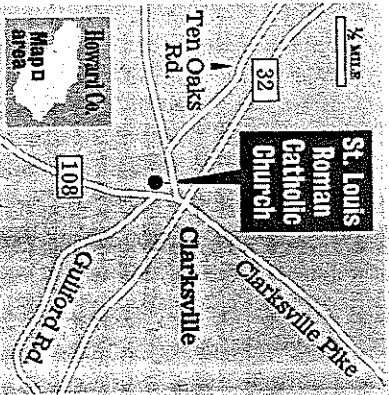 ½ MILE
St. Louis
Roman
Catholic
Church
32
Ten Oaks
Rd.
Clarksville Pike
Clarksville
Howard Co.
Map
area
108
Guilford Rd.